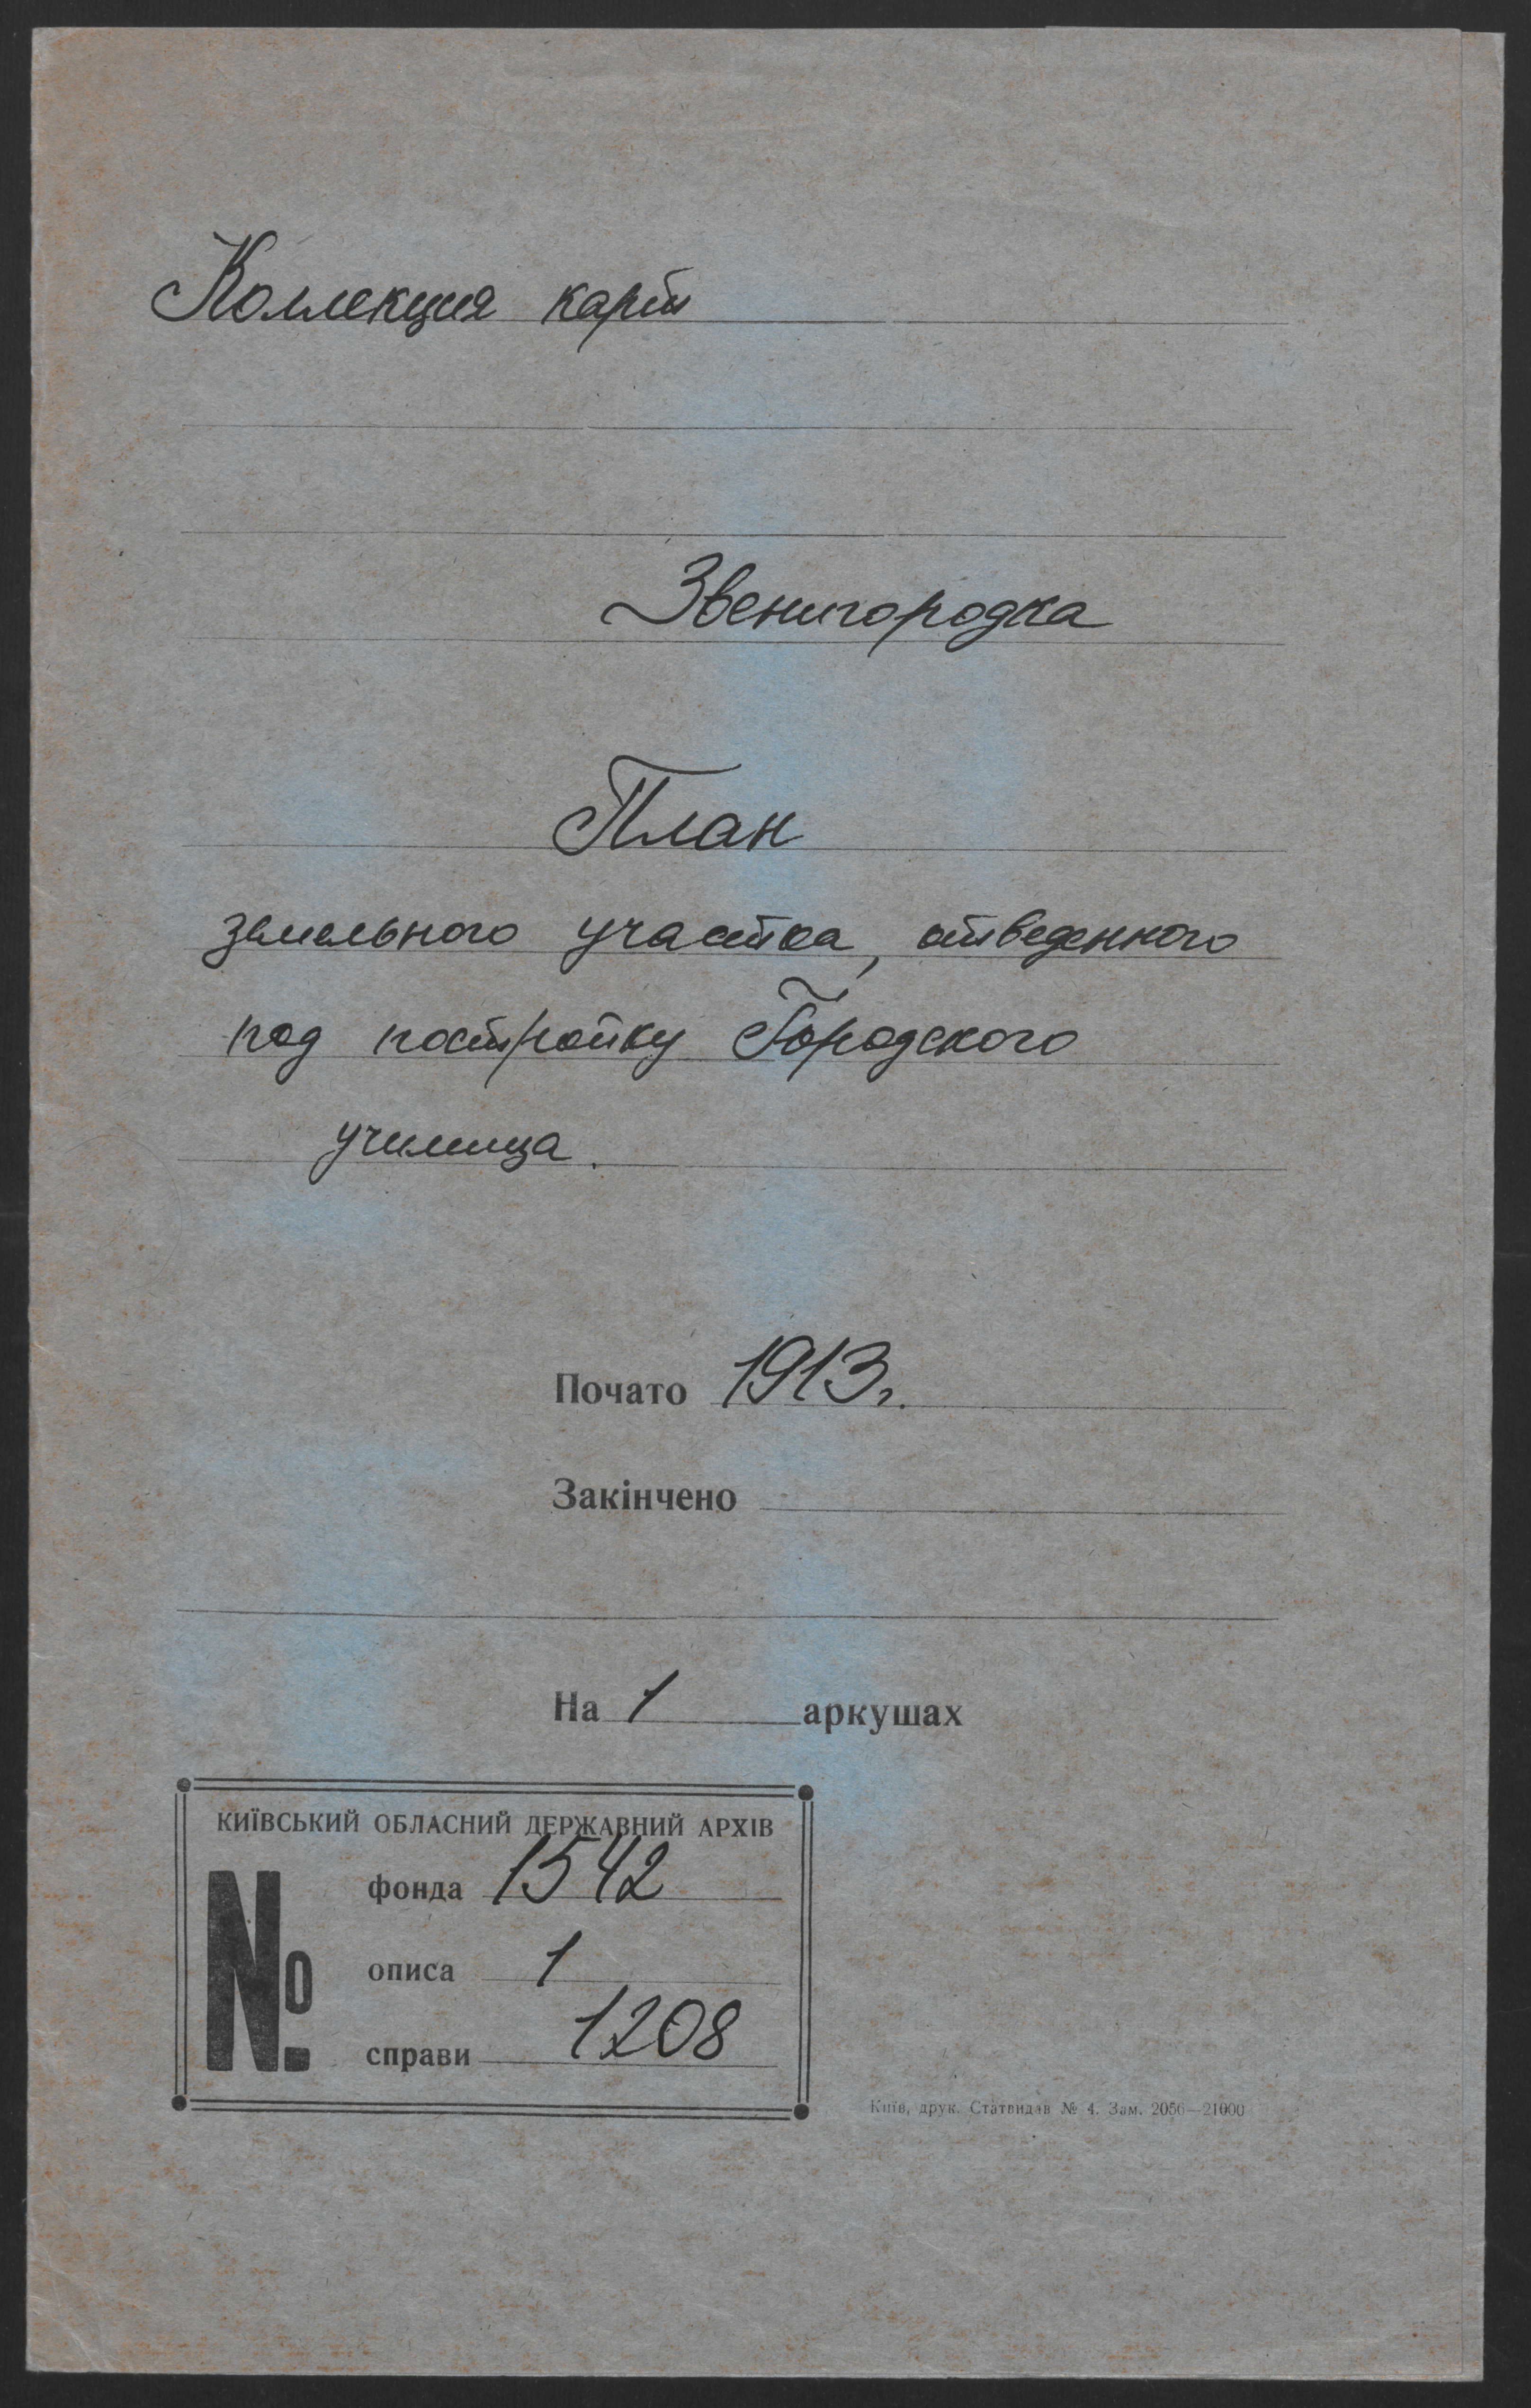 Коллекция карт
Звенигородка
План
земельного участка, отведенного
под постройку Городского
училища.
Почато 1913 г.
Закінчено
На 1 аркушах
КИЇВСЬКИЙ ОБЛАСНИЙ ДЕРЖАВНИЙ АРХІВ
№
фонда 1542
описа 1
справи 1208
Київ, друк. Статвидав № 4. Зам. 2056—21000